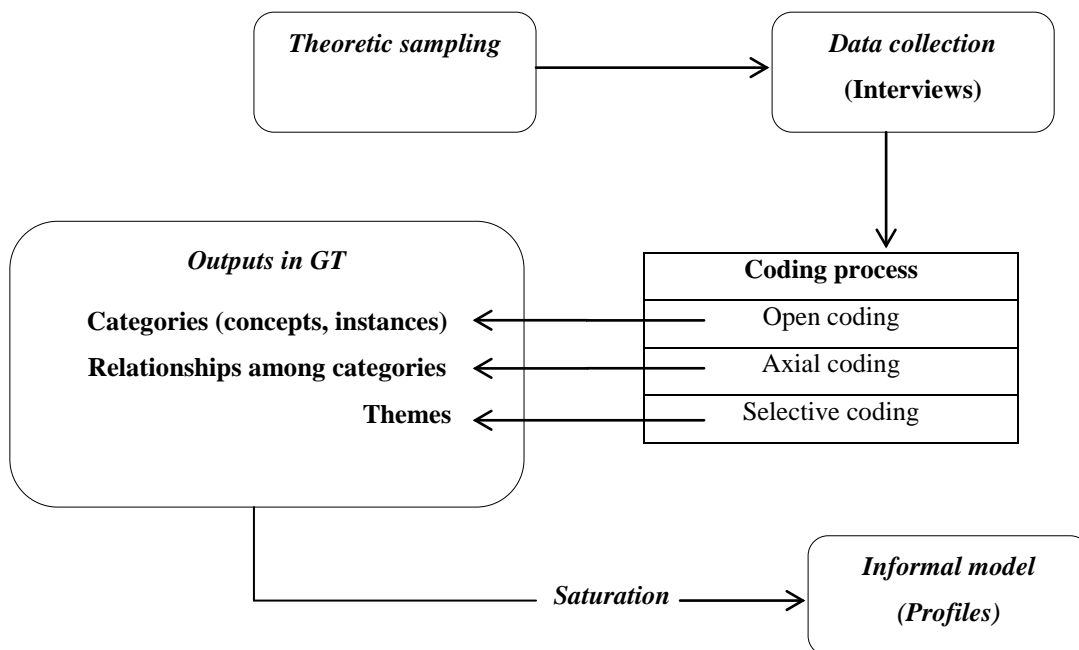 Theoretic sampling
Data collection
(Interviews)
Outputs in GT
Categories (concepts, instances)
Relationships among categories
Themes
Coding process
Open coding
Axial coding
Selective coding
Saturation
Informal model
(Profiles)